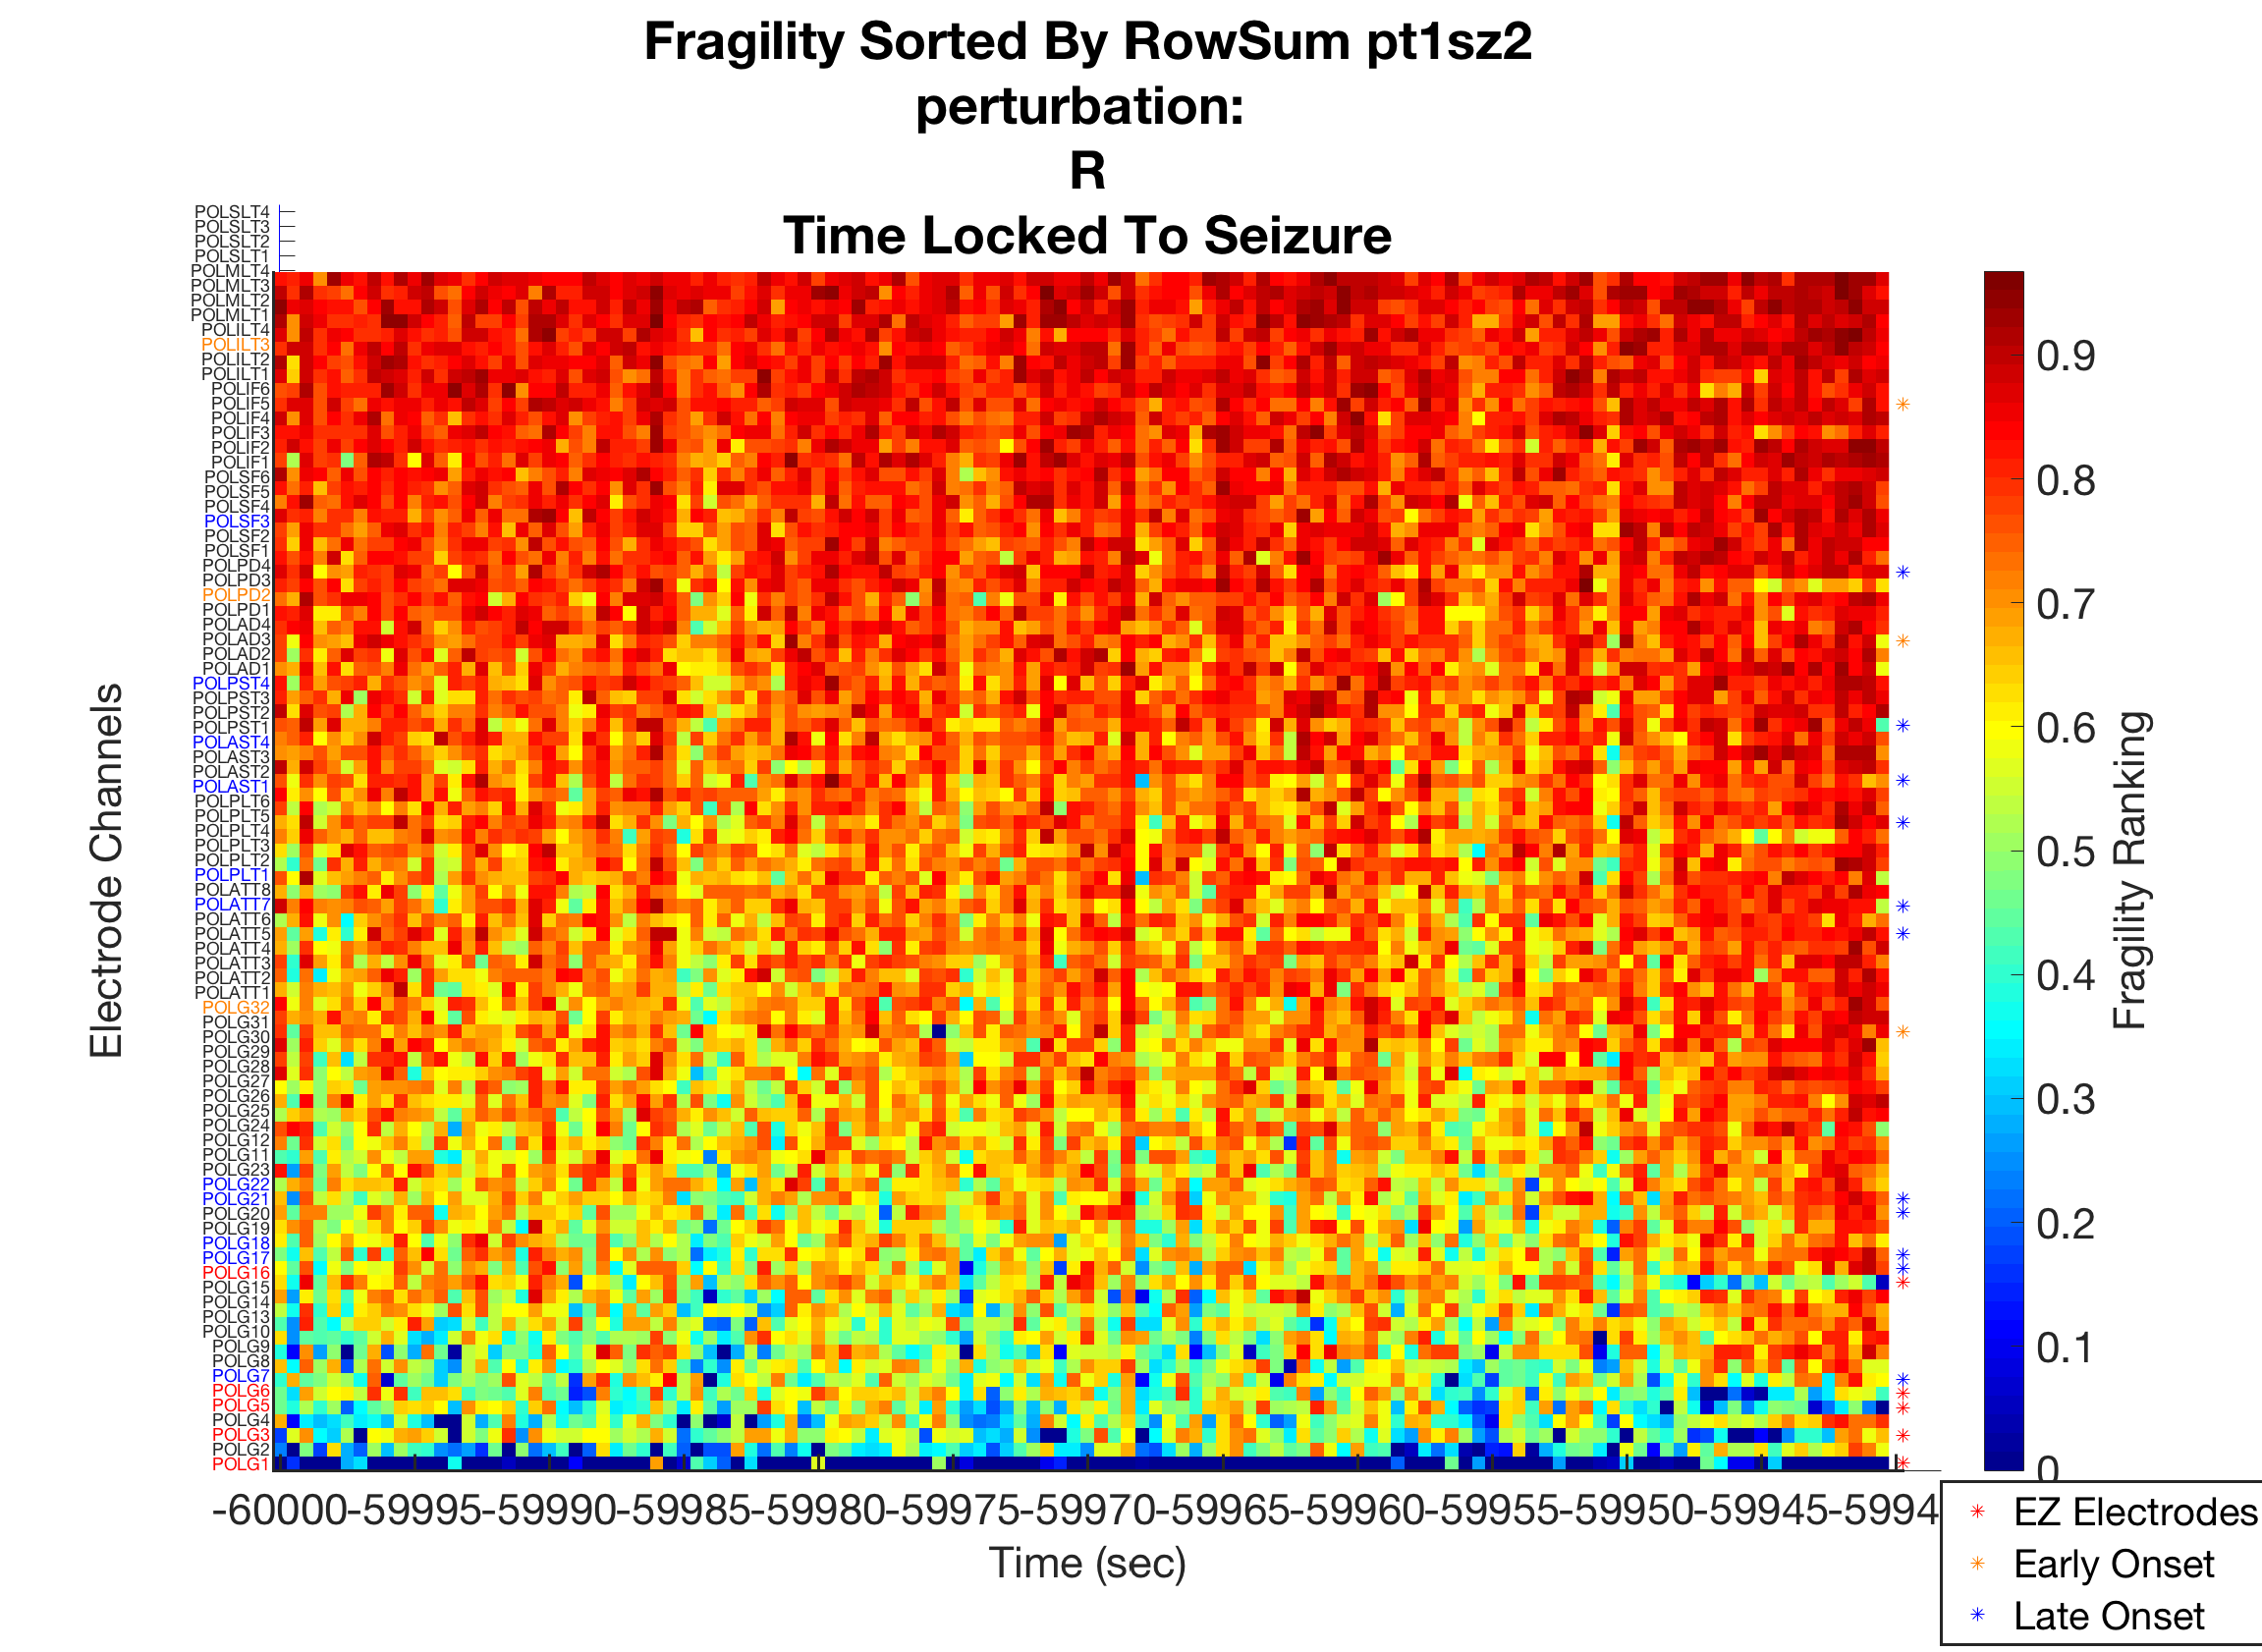 Fragility Sorted By RowSum pt1sz2
perturbation:
R
Time Locked To Seizure
POLSLT4
POLSLT3
POLSLT2
POLSLT1
POLMLT4
POLMLT3
POLMLT2
POLMLT1
POLILT4
POLILT3
POLILT2
POLILT1
POLIF6
POLIF5
POLIF4
POLIF3
POLIF2
POLIF1
POLSF6
POLSF5
POLSF4
POLSF3
POLSF2
POLSF1
POLPD4
POLPD3
POLPD2
POLPD1
POLAD4
POLAD3
POLAD2
POLAD1
POLPST4
POLPST3
POLPST2
POLPST1
POLAST4
POLAST3
POLAST2
POLAST1
POLPLT6
POLPLT5
POLPLT4
POLPLT3
POLPLT2
POLPLT1
POLATT8
POLATT7
POLATT6
POLATT5
POLATT4
POLATT3
POLATT2
POLATT1
POLG32
POLG31
POLG30
POLG29
POLG28
POLG27
POLG26
POLG25
POLG24
POLG12
POLG11
POLG23
POLG22
POLG21
POLG20
POLG19
POLG18
POLG17
POLG16
POLG15
POLG14
POLG13
POLG10
POLG9
POLG8
POLG7
POLG6
POLG5
POLG4
POLG3
POLG2
POLG1
Electrode Channels
-60000-59995-59990-59985-59980-59975-59970-59965-59960-59955-59950-59945-5994
Time (sec)
0.9
0.8
0.7
0.6
0.5
0.4
0.3
0.2
0.1
0
Fragility Ranking
EZ Electrodes
Early Onset
Late Onset